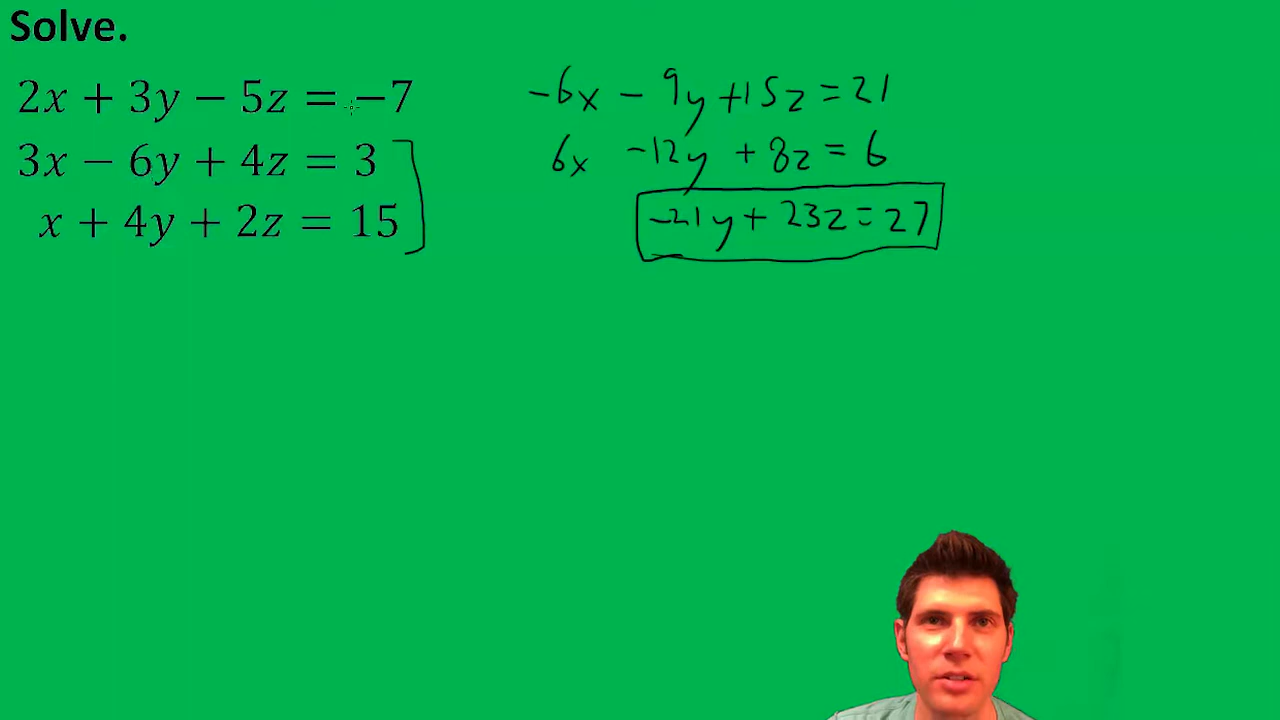 Solve.
2x + 3y − 5z = −7
3x − 6y + 4z = 3
x + 4y + 2z = 15
-6x - 9y +15z = 21
6x -12y + 8z = 6
-21y + 23z = 27